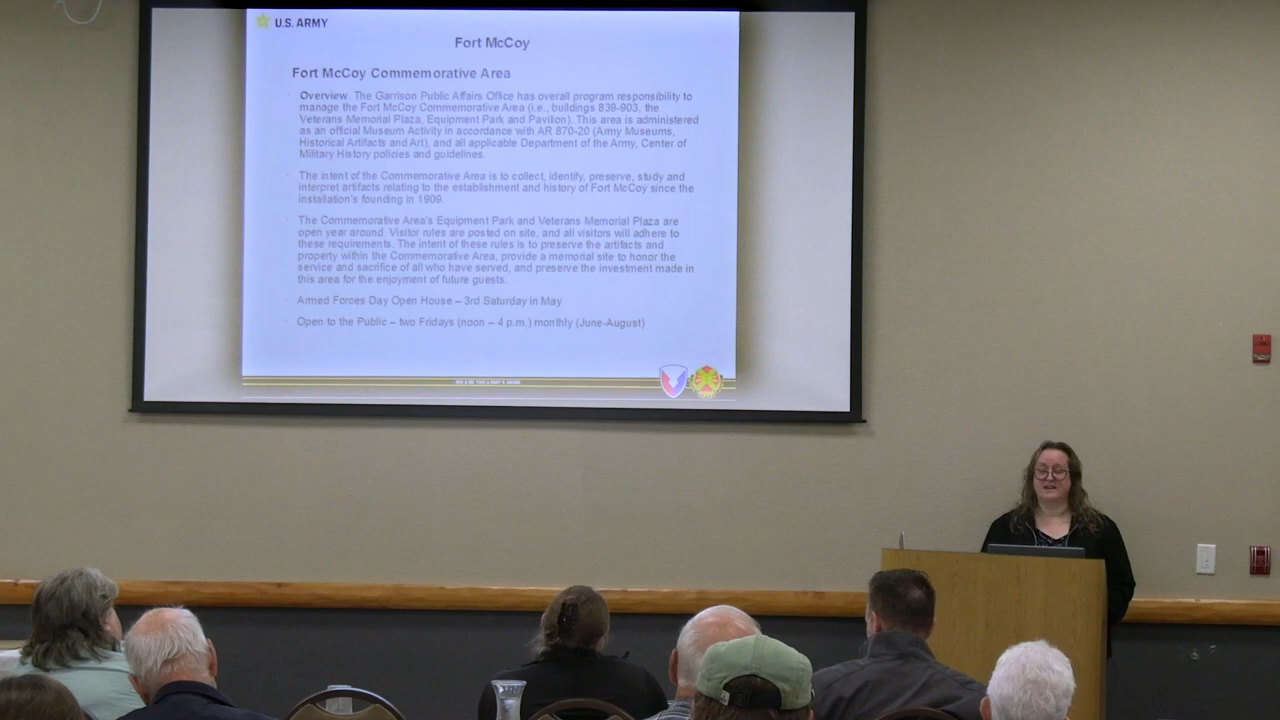 U.S. ARMY
Fort McCoy
Fort McCoy Commemorative Area
Overview. The Garrison Public Affairs Office has overall program responsibility to
manage the Fort McCoy Commemorative Area (i.e., buildings 839-903, the
Veterans Memorial Plaza, Equipment Park and Pavilion). This area is administered
as an official Museum Activity in accordance with AR 870-20 (Army Museums,
Historical Artifacts and Art), and all applicable Department of the Army, Center of
Military History policies and guidelines.
The intent of the Commemorative Area is to collect, identify, preserve, study and
interpret artifacts relating to the establishment and history of Fort McCoy since the
installation's founding in 1909.
The Commemorative Area's Equipment Park and Veterans Memorial Plaza are
open year around. Visitor rules are posted on site, and all visitors will adhere to
these requirements. The intent of these rules is to preserve the artifacts and
property within the Commemorative Area, provide a memorial site to honor the
service and sacrifice of all who have served, and preserve the investment made in
this area for the enjoyment of future guests.
Armed Forces Day Open House – 3rd Saturday in May
Open to the Public – two Fridays (noon – 4 p.m.) monthly (June-August)
WE ARE THE ARMY'S HOME